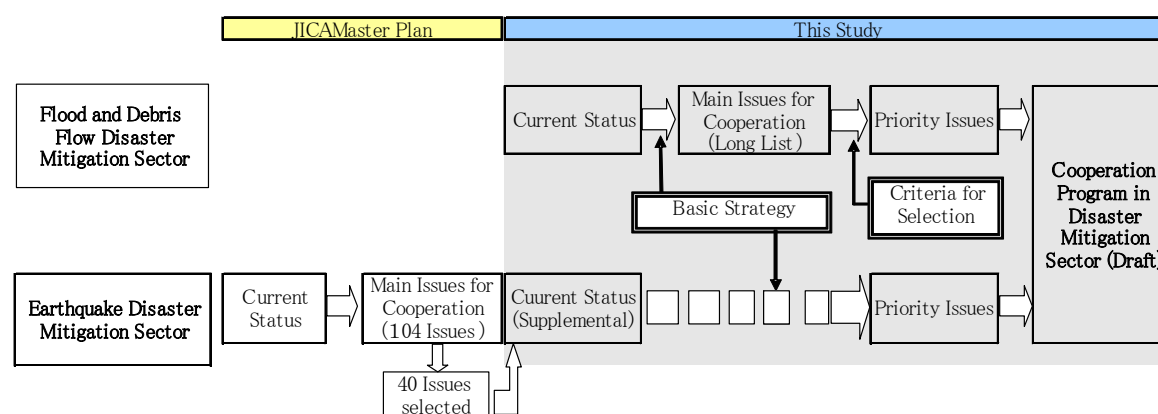 JICAMaster Plan
This Study
Flood and Debris
Flow Disaster
Mitigation Sector
Current Status
Main Issues for
Cooperation
(Long List)
Priority Issues
Cooperation
Program in
Disaster
Mitigation
Sector (Draft)
Basic Strategy
Criteria for
Selection
Earthquake Disaster
Mitigation Sector
Current
Status
Main Issues for
Cooperation
(104 Issues)
Cuurent Status
(Supplemental)
Priority Issues
40 Issues
selected